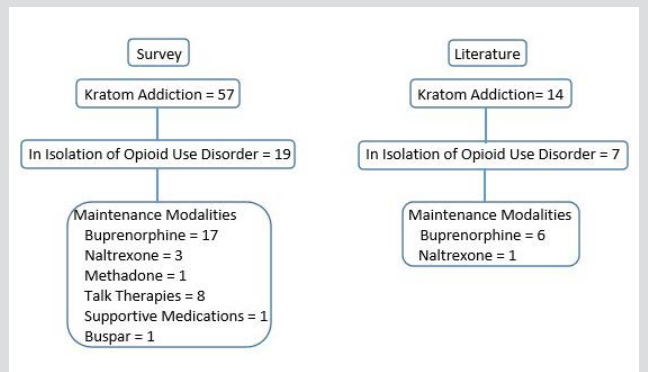 Survey
Kratom Addiction = 57
In Isolation of Opioid Use Disorder = 19
Maintenance Modalities
Buprenorphine = 17
Naltrexone = 3
Methadone = 1
Talk Therapies = 8
Supportive Medications = 1
Buspar = 1
Literature
Kratom Addiction= 14
In Isolation of Opioid Use Disorder = 7
Maintenance Modalities
Buprenorphine = 6
Naltrexone = 1